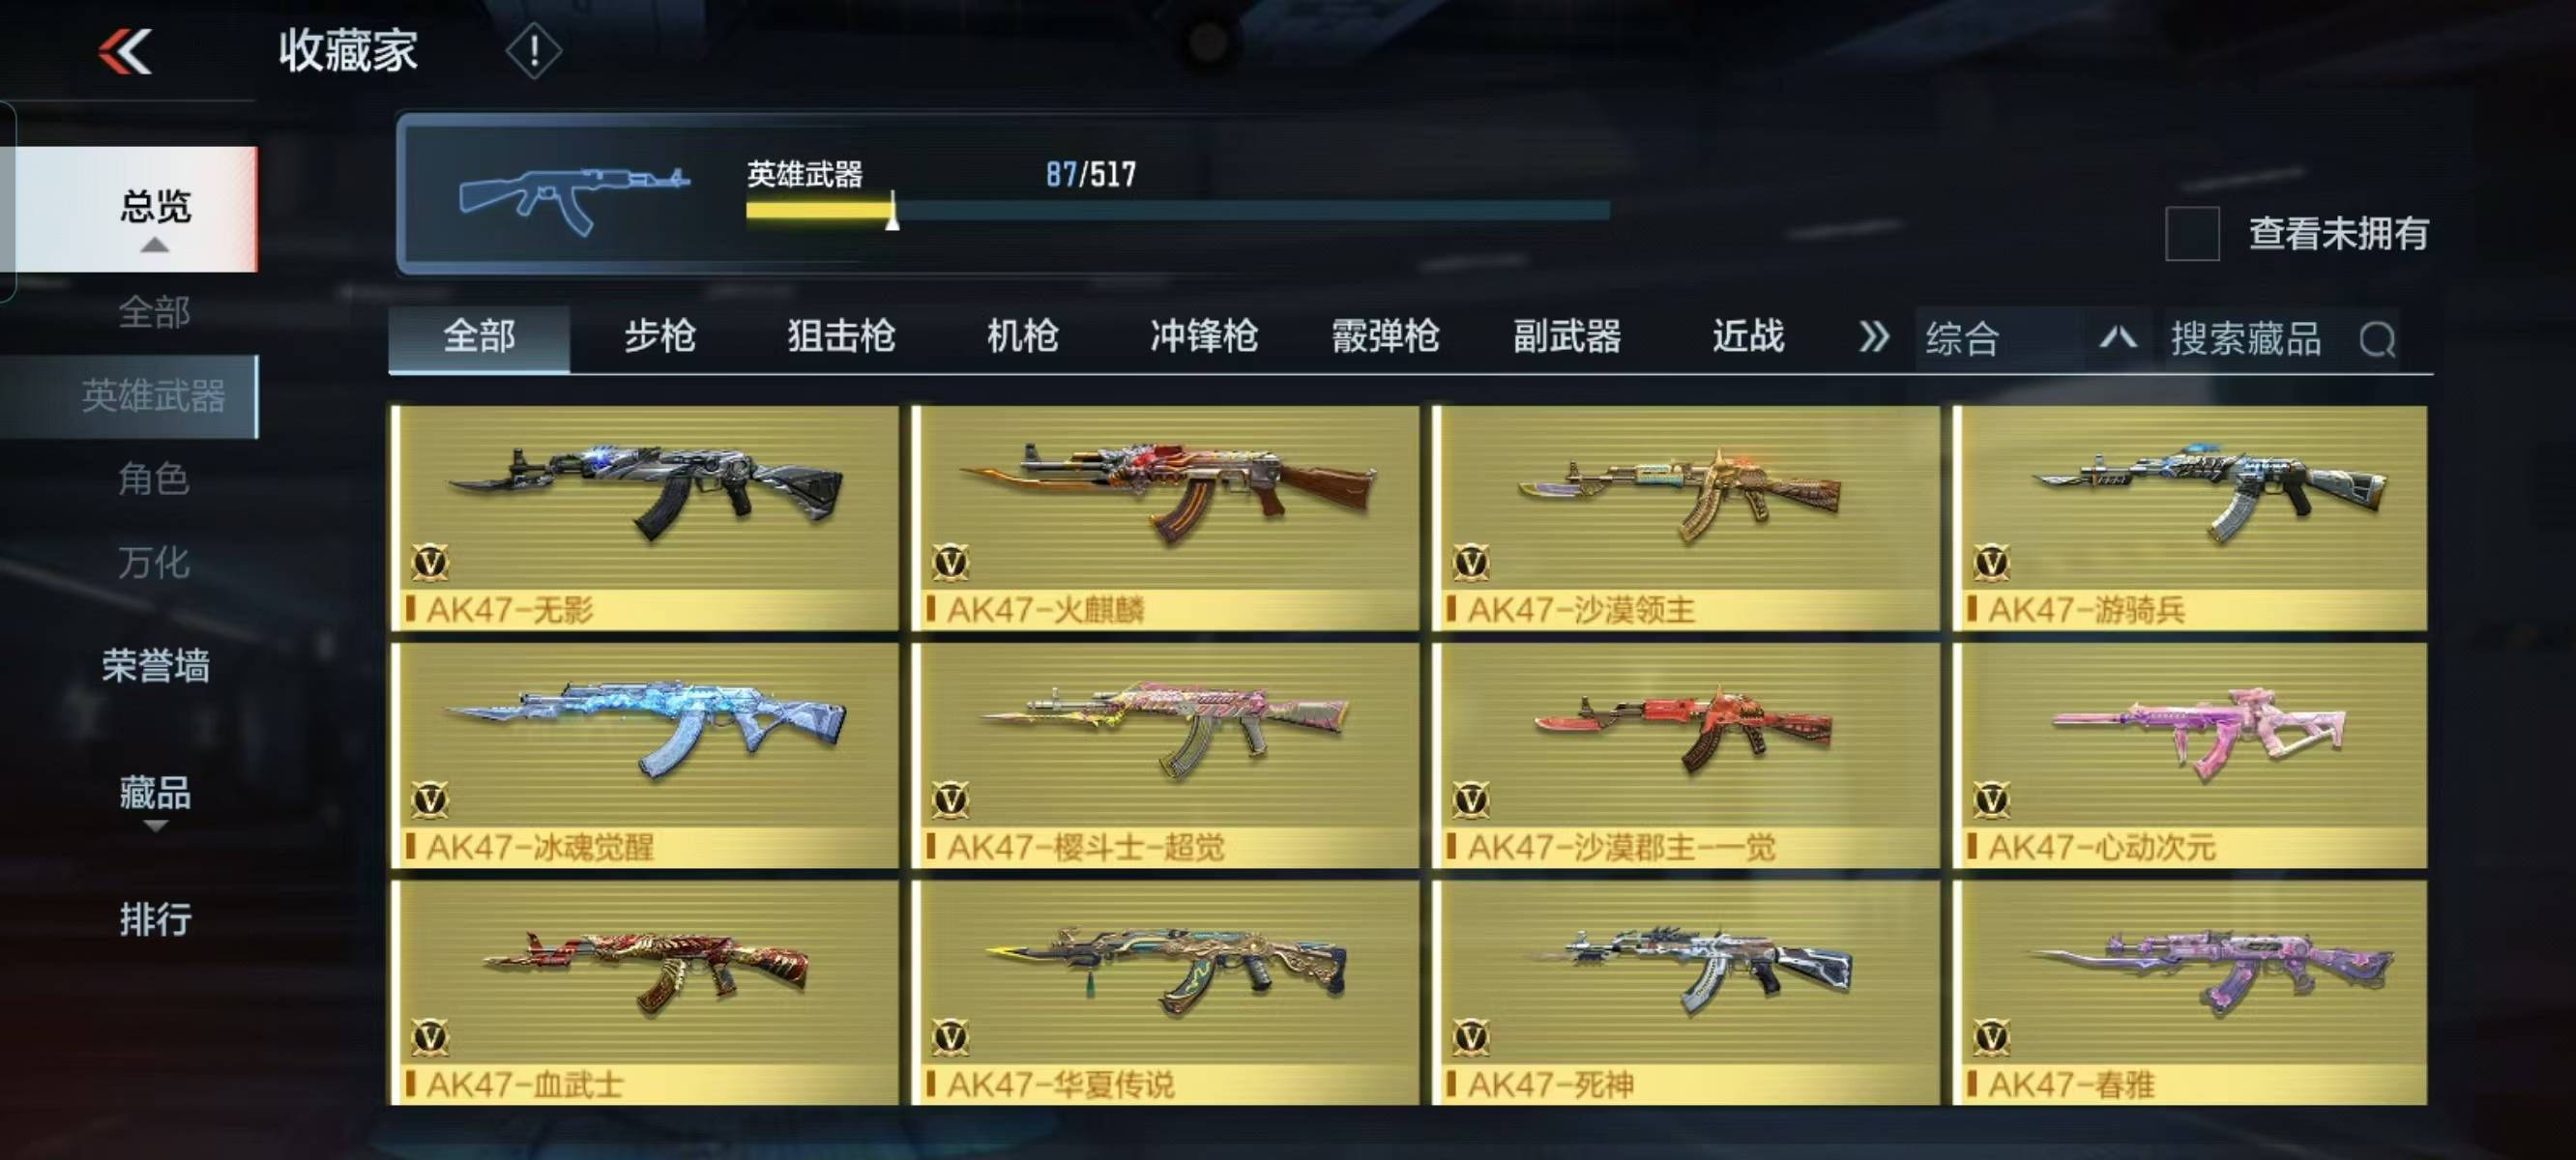 收藏家
!
英雄武器 87/517
查看未拥有
总览
全部
英雄武器
角色
万化
荣誉墙
藏品
排行
全部 步枪 狙击枪 机枪 冲锋枪 霰弹枪 副武器 近战 综合 搜索藏品
V V V V
AK47-无影 AK47-火麒麟 AK47-沙漠领主 AK47-游骑兵
V V V V
AK47-冰魂觉醒 AK47-樱斗士-超觉 AK47-沙漠郡主-一觉 AK47-心动次元
V V V V
AK47-血武士 AK47-华夏传说 AK47-死神 AK47-春雅